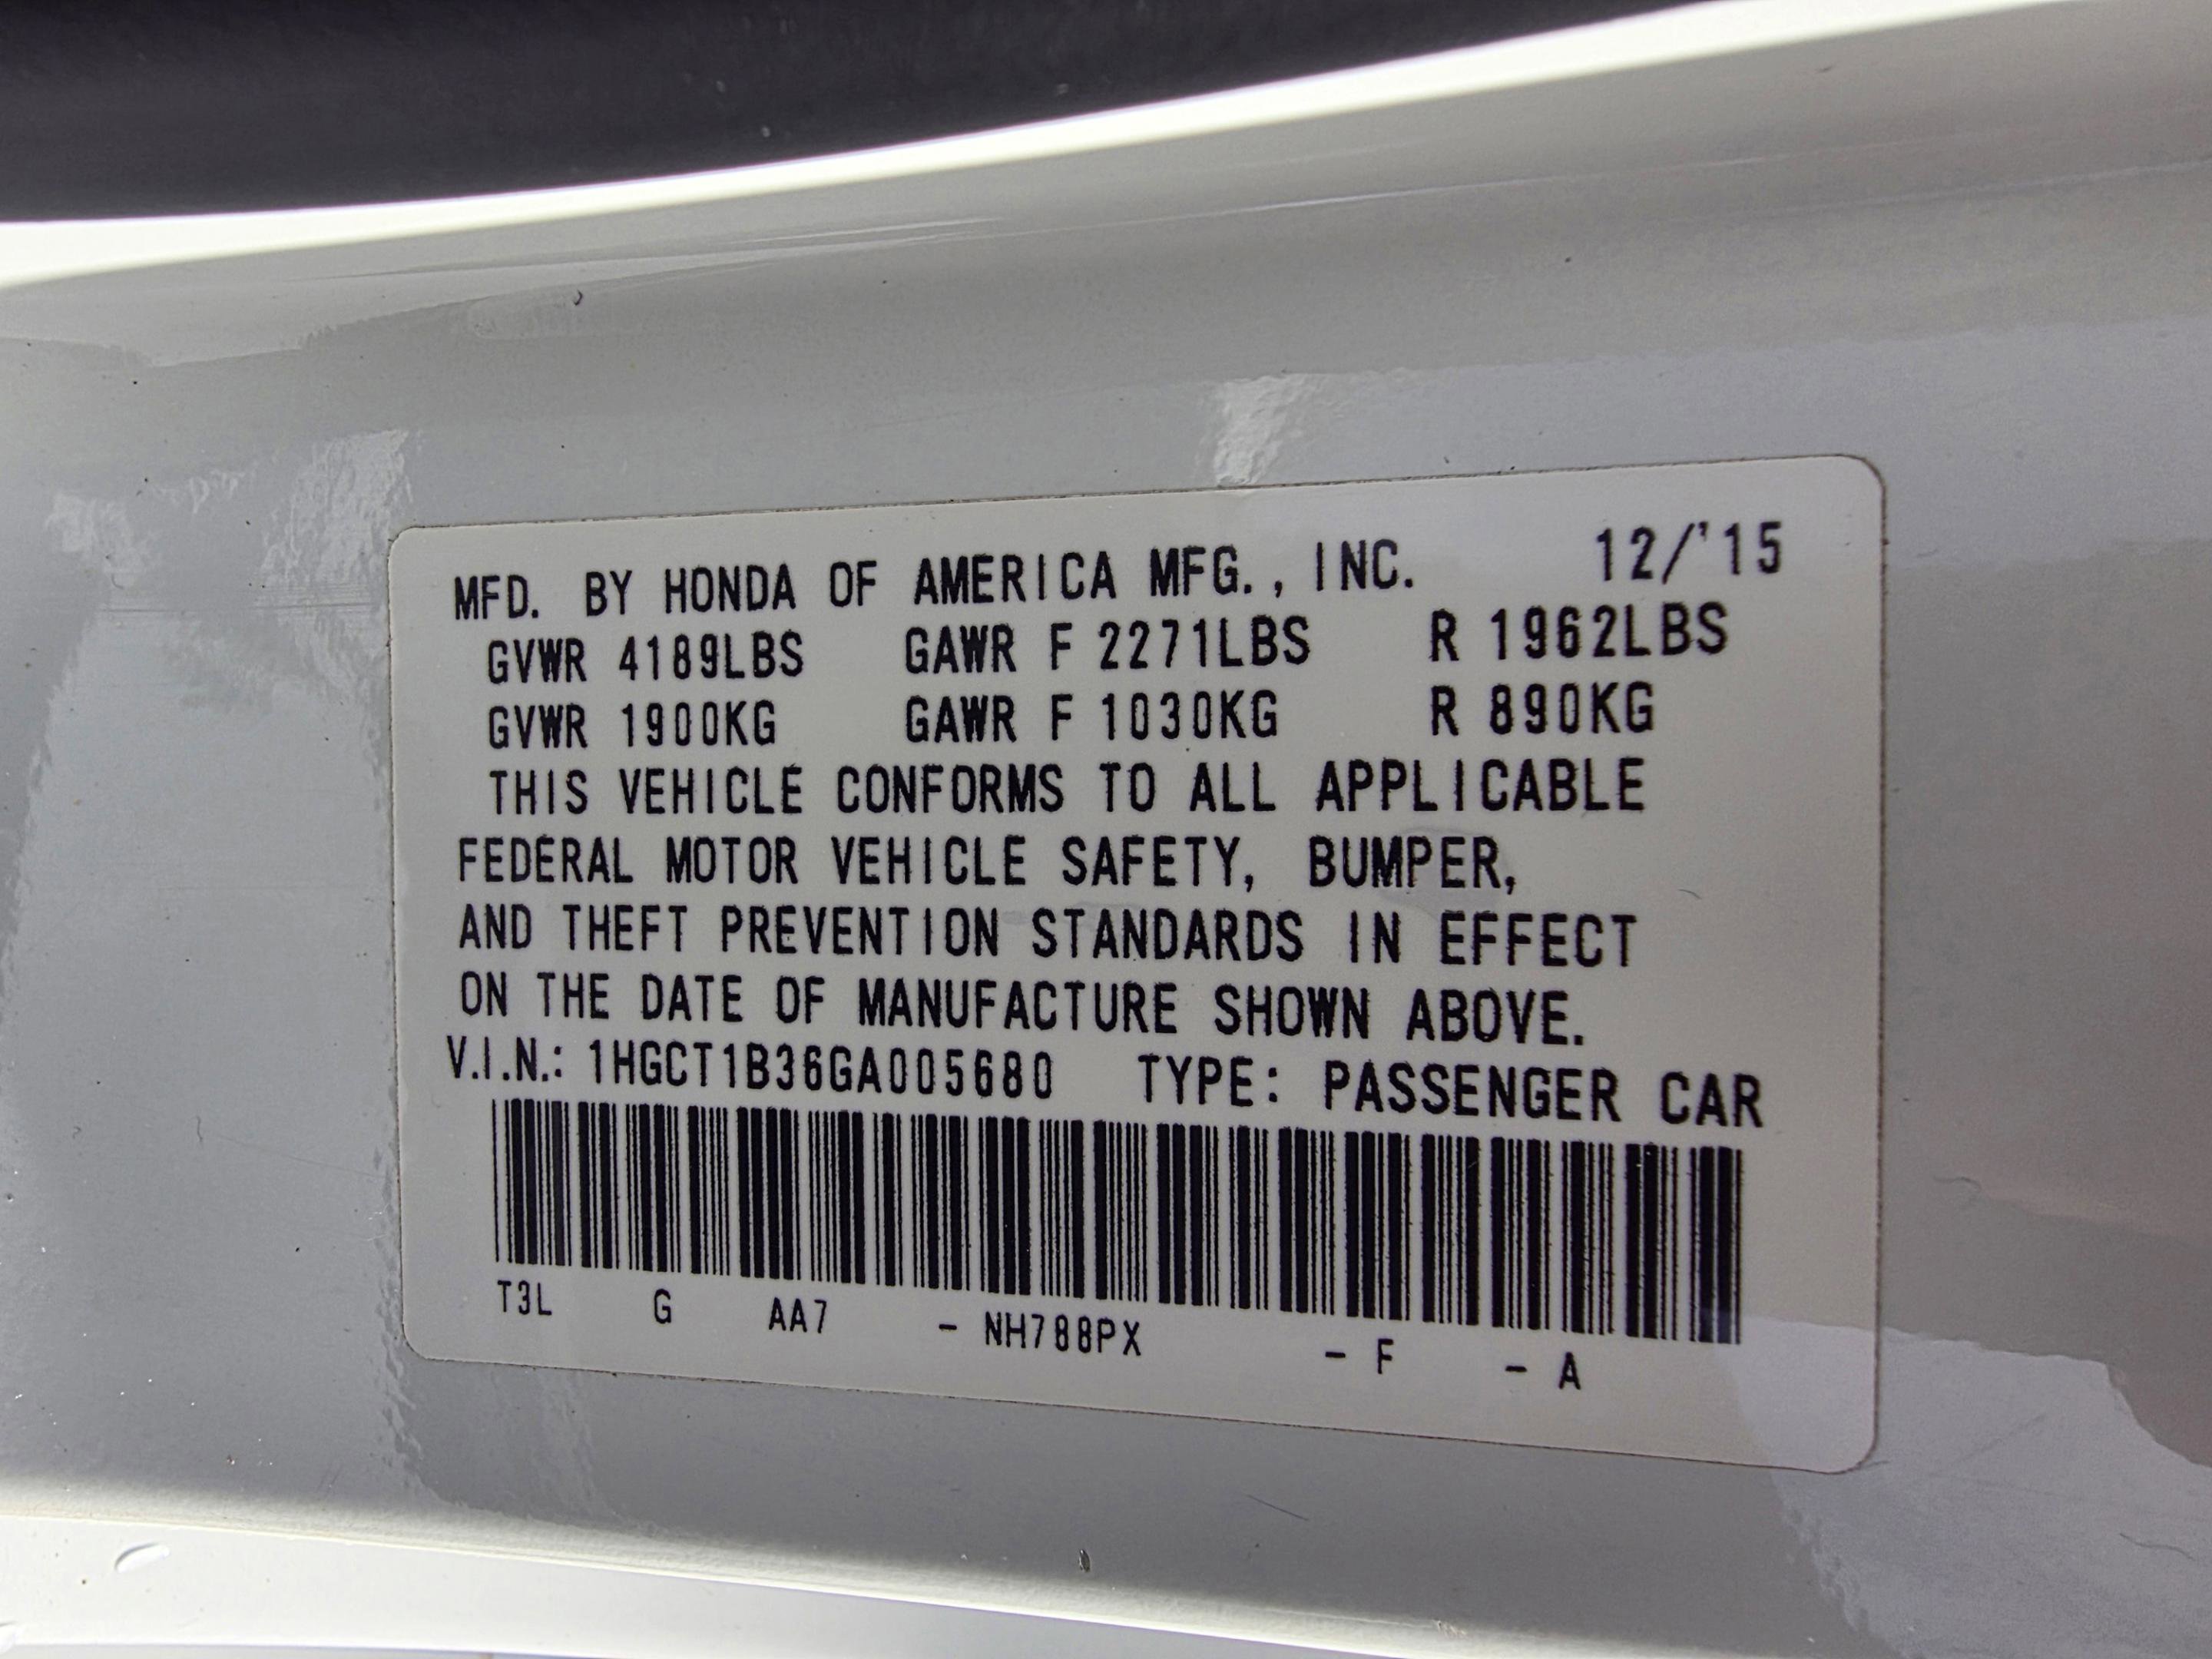 MFD. BY HONDA OF AMERICA MFG., INC. 12/'15
GVWR 4189LBS GAWR F 2271LBS R 1962LBS
GVWR 1900KG GAWR F 1030KG R 890KG
THIS VEHICLE CONFORMS TO ALL APPLICABLE
FEDERAL MOTOR VEHICLE SAFETY, BUMPER,
AND THEFT PREVENTION STANDARDS IN EFFECT
ON THE DATE OF MANUFACTURE SHOWN ABOVE.
V.I.N.: 1HGCT1B36GA005680 TYPE: PASSENGER CAR
T3L G AA7 - NH788PX - F - A